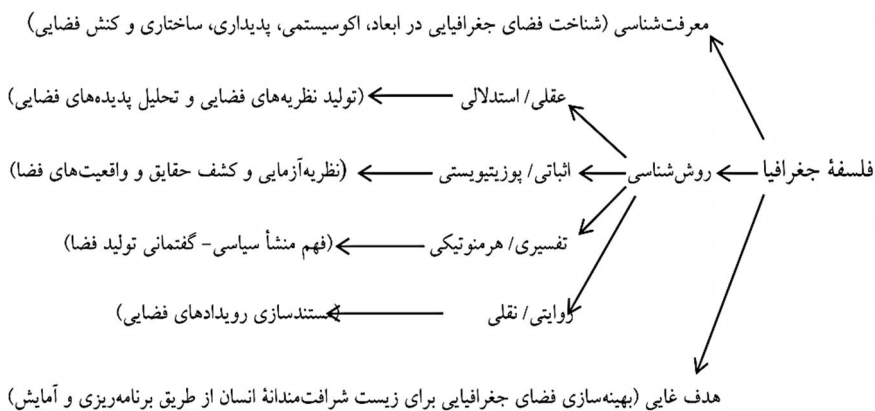 معرفت‌شناسی (شناخت فضای جغرافیایی در ابعاد، اکوسیستمی، پدیداری، ساختاری و کنش فضایی)
عقلی/ استدلالی (تولید نظریه‌های فضایی و تحلیل پدیده‌های فضایی)
فلسفهٔ جغرافیا روش‌شناسی اثباتی/ پوزیتیویستی (نظریه‌آزمایی و کشف حقایق و واقعیت‌های فضا)
تفسیری/ هرمنوتیکی (فهم منشأ سیاسی- گفتمانی تولید فضا)
روایتی/ نقلی (مستندسازی رویدادهای فضایی)
هدف غایی (بهینه‌سازی فضای جغرافیایی برای زیست شرافت‌مندانهٔ انسان از طریق برنامه‌ریزی و آمایش)